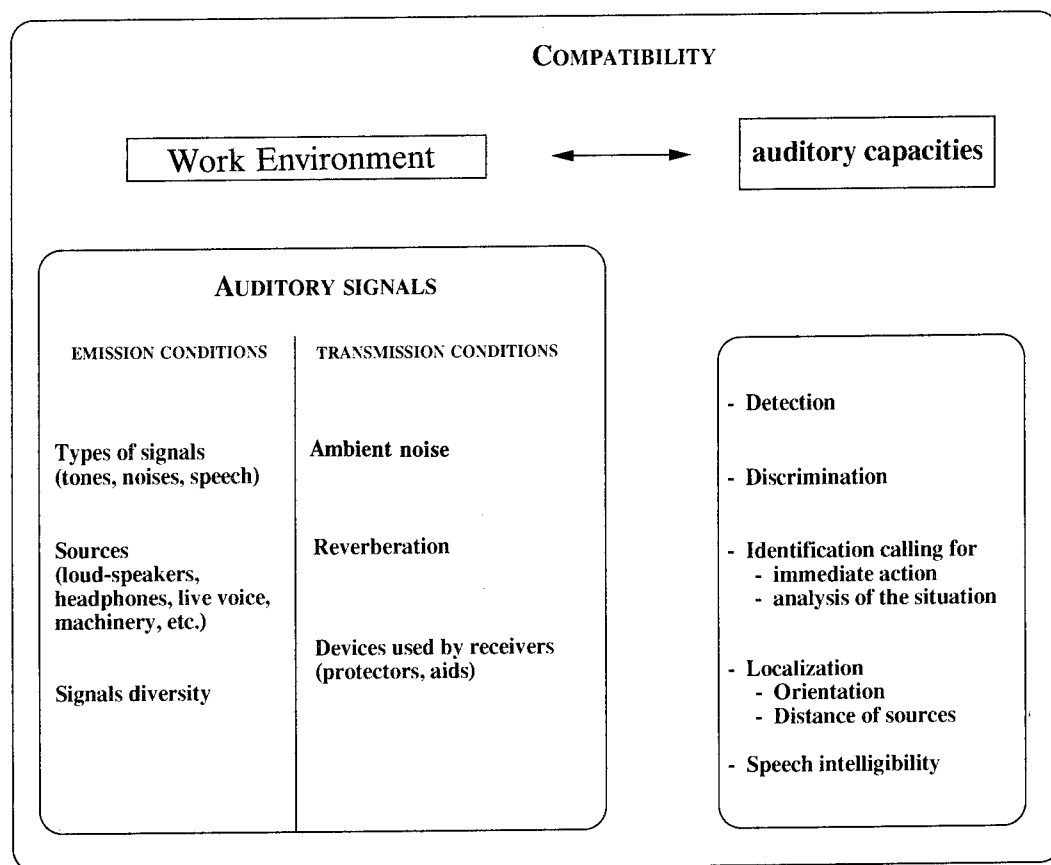 COMPATIBILITY
Work Environment
auditory capacities
AUDITORY SIGNALS
EMISSION CONDITIONS
Types of signals
(tones, noises, speech)
Sources
(loud-speakers,
headphones, live voice,
machinery, etc.)
Signals diversity
TRANSMISSION CONDITIONS
Ambient noise
Reverberation
Devices used by receivers
(protectors, aids)
- Detection
- Discrimination
- Identification calling for
- immediate action
- analysis of the situation
- Localization
- Orientation
- Distance of sources
- Speech intelligibility